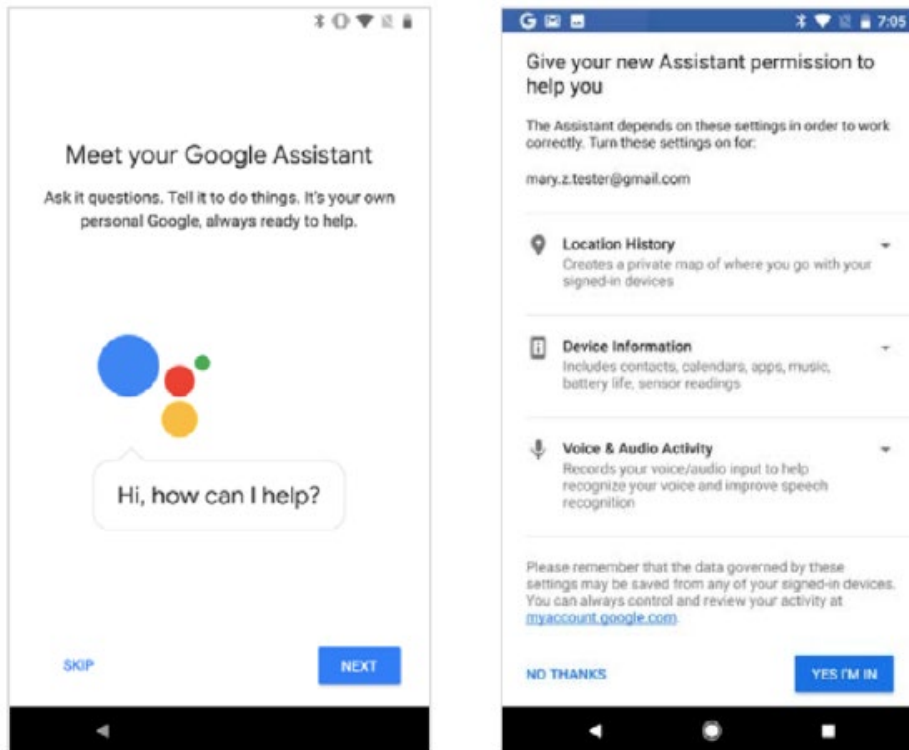 Meet your Google Assistant
Ask it questions. Tell it to do things. It's your own
personal Google, always ready to help.
Hi, how can I help?
SKIP
NEXT
G
7:05
Give your new Assistant permission to
help you
The Assistant depends on these settings in order to work
correctly. Turn these settings on for:
mary.z.tester@gmail.com
Location History
Creates a private map of where you go with your
signed-in devices
Device Information
Includes contacts, calendars, apps, music,
battery life, sensor readings
Voice & Audio Activity
Records your voice/audio input to help
recognize your voice and improve speech
recognition
Please remember that the data governed by these
settings may be saved from any of your signed-in devices.
You can always control and review your activity at
myaccount.google.com.
NO THANKS
YES I'M IN